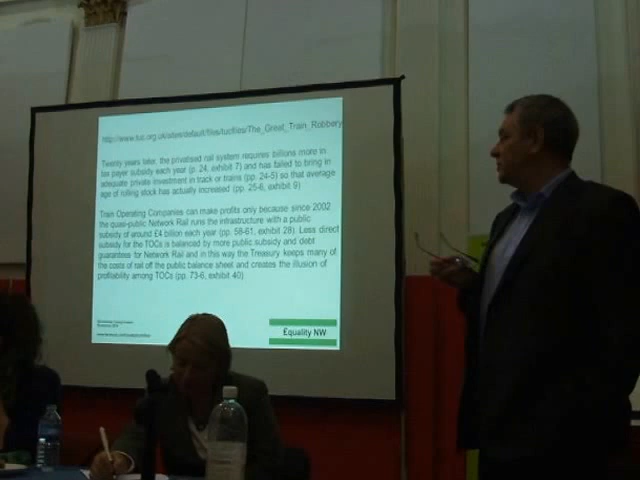 http://www.tuc.org.uk/sites/default/files/tucfiles/The_Great_Train_Robbery
Twenty years later, the privatised rail system requires billions more in
tax payer subsidy each year (p. 24, exhibit 7) and has failed to bring in
adequate private investment in track or trains (pp. 24-5) so that average
age of rolling stock has actually increased (pp. 25-6, exhibit 9)
Train Operating Companies can make profits only because since 2002
the quasi-public Network Rail runs the infrastructure with a public
subsidy of around £4 billion each year (pp. 58-61, exhibit 28). Less direct
subsidy for the TOCs is balanced by more public subsidy and debt
guarantees for Network Rail and in this way the Treasury keeps many of
the costs of rail off the public balance sheet and creates the illusion of
profitability among TOCs (pp. 73-6, exhibit 40)
Equality NW